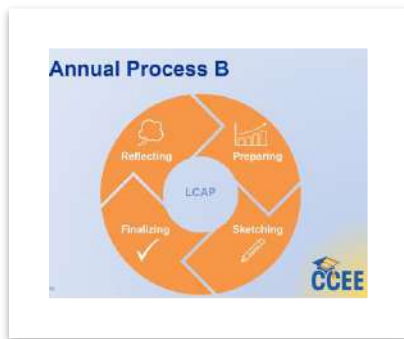 Annual Process B
Reflecting
Preparing
LCAP
Finalizing
Sketching
CCEE